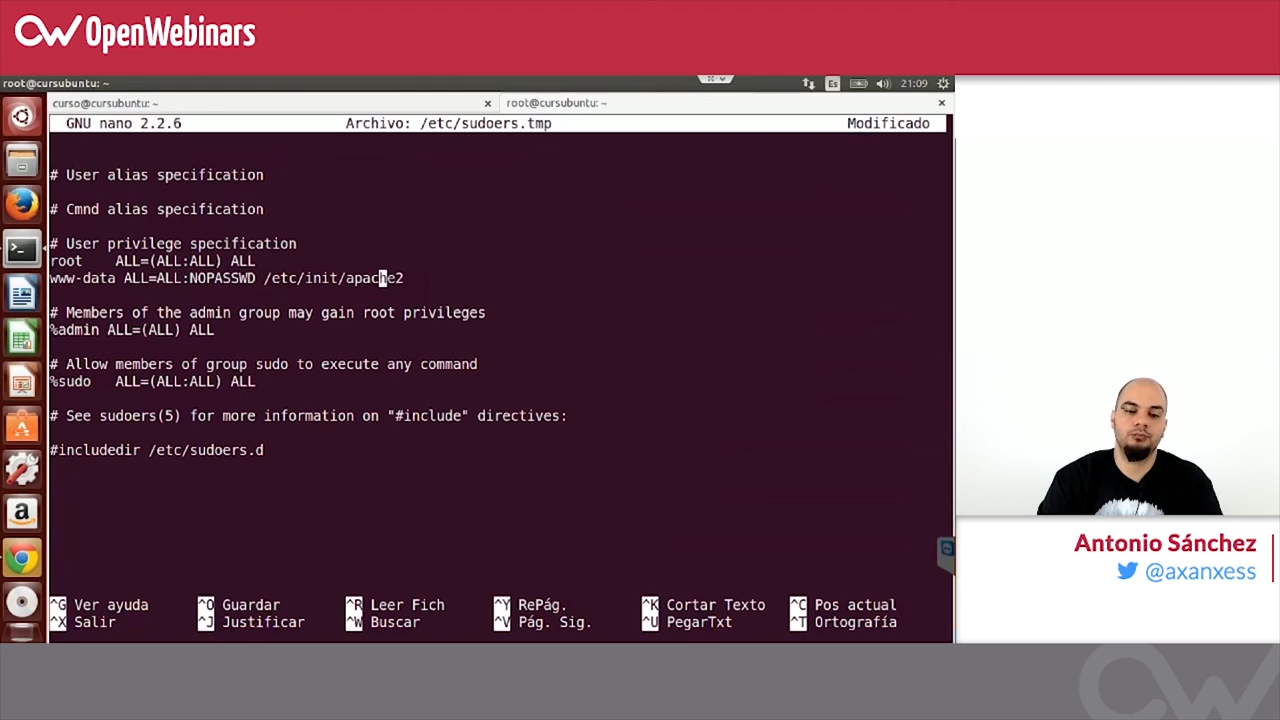 OpenWebinars
root@cursubuntu: ~
Es
21:09
curso@cursubuntu: ~ x
root@cursubuntu: ~ x
GNU nano 2.2.6 Archivo: /etc/sudoers.tmp Modificado
# User alias specification
# Cmnd alias specification
# User privilege specification
root ALL=(ALL:ALL) ALL
www-data ALL=ALL:NOPASSWD /etc/init/apache2
# Members of the admin group may gain root privileges
%admin ALL=(ALL) ALL
# Allow members of group sudo to execute any command
%sudo ALL=(ALL:ALL) ALL
# See sudoers(5) for more information on "#include" directives:
#includedir /etc/sudoers.d
^G Ver ayuda ^O Guardar ^R Leer Fich ^Y RePág. ^K Cortar Texto ^C Pos actual
^X Salir ^J Justificar ^W Buscar ^V Pág. Sig. ^U PegarTxt ^T Ortografía
Antonio Sánchez
@axanxess